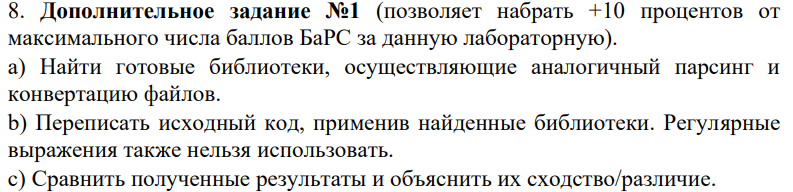 8. Дополнительное задание №1 (позволяет набрать +10 процентов от
максимального числа баллов БаРС за данную лабораторную).
a) Найти готовые библиотеки, осуществляющие аналогичный парсинг и
конвертацию файлов.
b) Переписать исходный код, применив найденные библиотеки. Регулярные
выражения также нельзя использовать.
c) Сравнить полученные результаты и объяснить их сходство/различие.